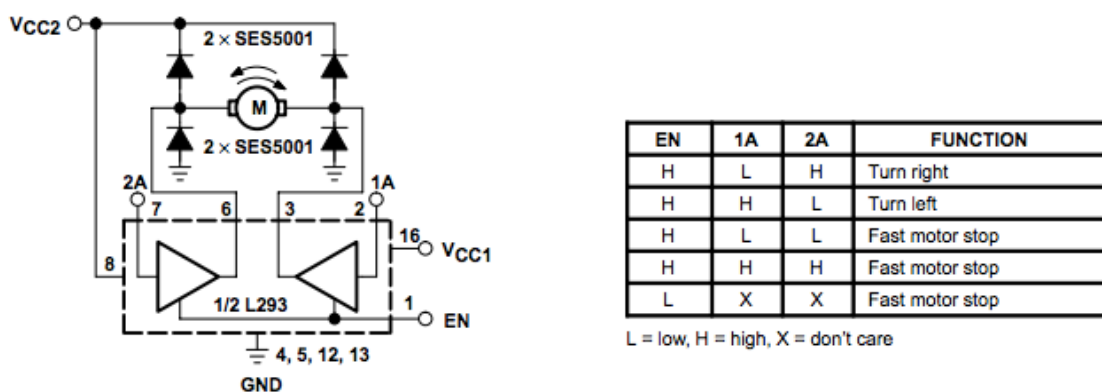 VCC2
2 × SES5001
M
2 × SES5001
2A
1A
7 6 3 2
16
VCC1
8
1/2 L293
1
EN
4, 5, 12, 13
GND
EN 1A 2A FUNCTION
H L H Turn right
H H L Turn left
H L L Fast motor stop
H H H Fast motor stop
L X X Fast motor stop
L = low, H = high, X = don't care